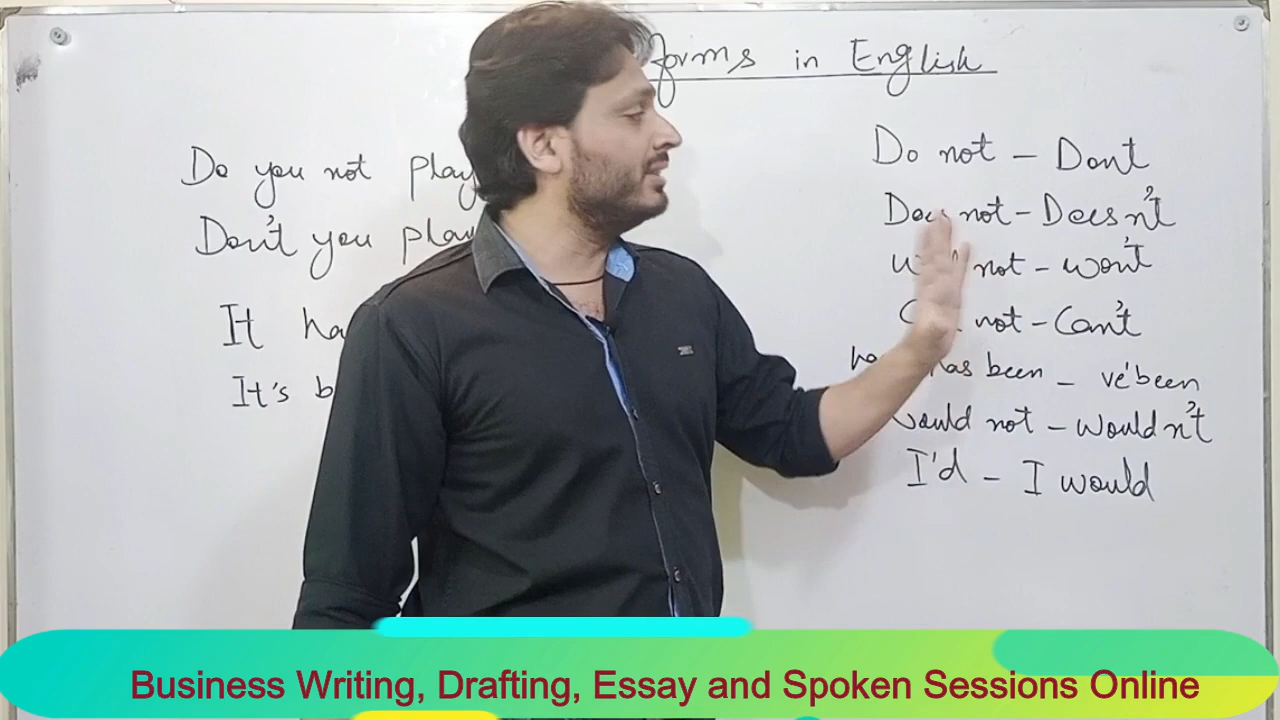 forms in English
Do you not play
Don't you play
It ha
It's b
Do not - Dont
Does not - Doesn't
not - won't
not - Can't
has been - ve'been
would not - wouldn't
I'd - I would
Business Writing, Drafting, Essay and Spoken Sessions Online